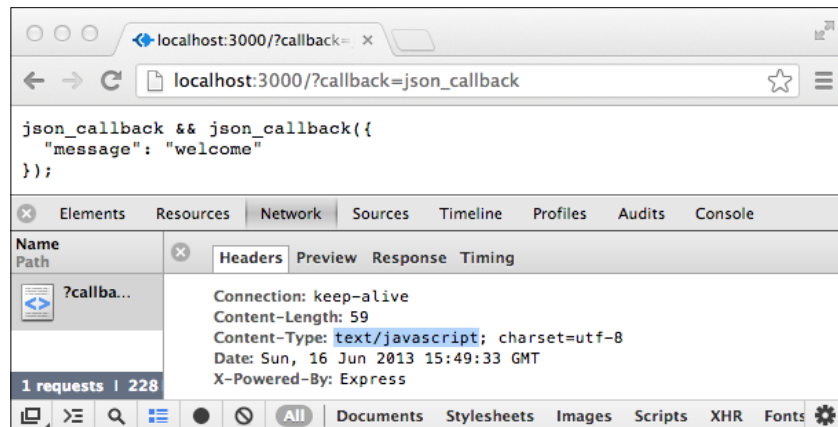 localhost:3000/?callback=
localhost:3000/?callback=json_callback
json_callback && json_callback({
"message": "welcome"
});
Elements Resources Network Sources Timeline Profiles Audits Console
Name
Path
Headers Preview Response Timing
?callba...
Connection: keep-alive
Content-Length: 59
Content-Type: text/javascript; charset=utf-8
Date: Sun, 16 Jun 2013 15:49:33 GMT
X-Powered-By: Express
1 requests | 228
All Documents Stylesheets Images Scripts XHR Fonts